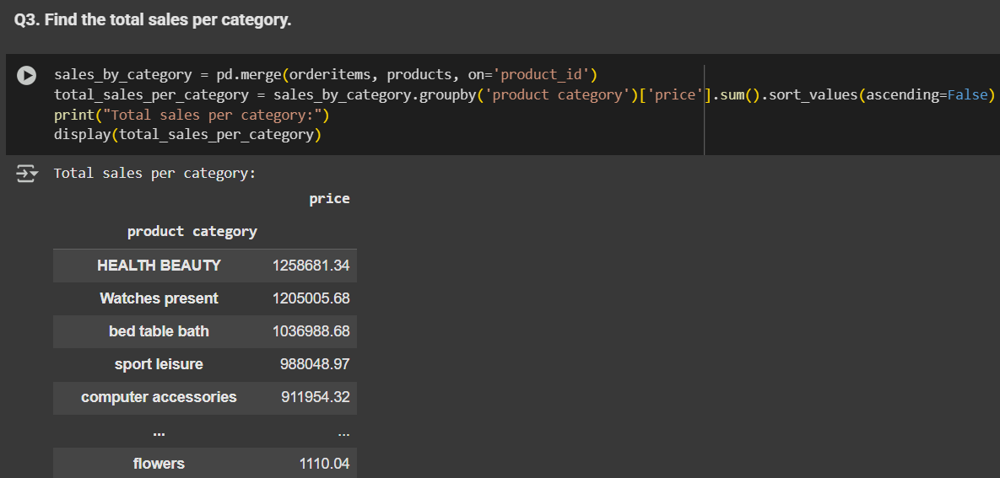 Q3. Find the total sales per category.
sales_by_category = pd.merge(orderitems, products, on='product_id')
total_sales_per_category = sales_by_category.groupby('product category')['price'].sum().sort_values(ascending=False)
print("Total sales per category:")
display(total_sales_per_category)
Total sales per category:
price
product category
HEALTH BEAUTY 1258681.34
Watches present 1205005.68
bed table bath 1036988.68
sport leisure 988048.97
computer accessories 911954.32
... ...
flowers 1110.04